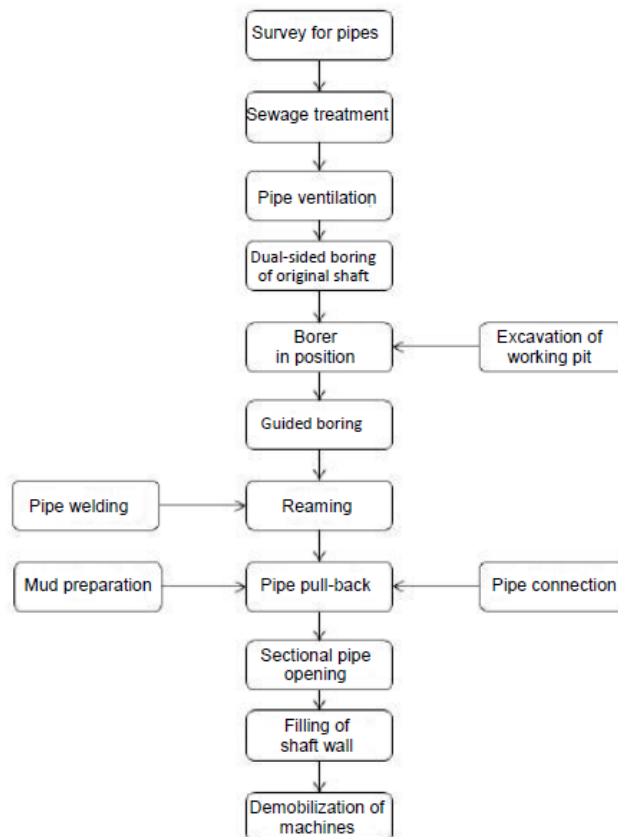 Survey for pipes
Sewage treatment
Pipe ventilation
Dual-sided boring
of original shaft
Borer
in position
Excavation of
working pit
Guided boring
Pipe welding
Reaming
Mud preparation
Pipe pull-back
Pipe connection
Sectional pipe
opening
Filling of
shaft wall
Demobilization of
machines